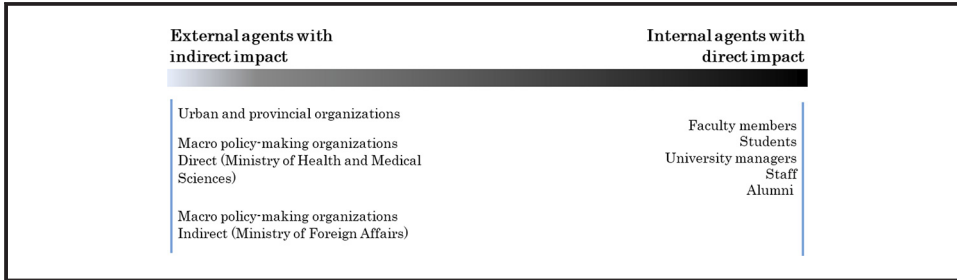 External agents with
indirect impact
Internal agents with
direct impact
Urban and provincial organizations
Macro policy-making organizations
Direct (Ministry of Health and Medical
Sciences)
Macro policy-making organizations
Indirect (Ministry of Foreign Affairs)
Faculty members
Students
University managers
Staff
Alumni